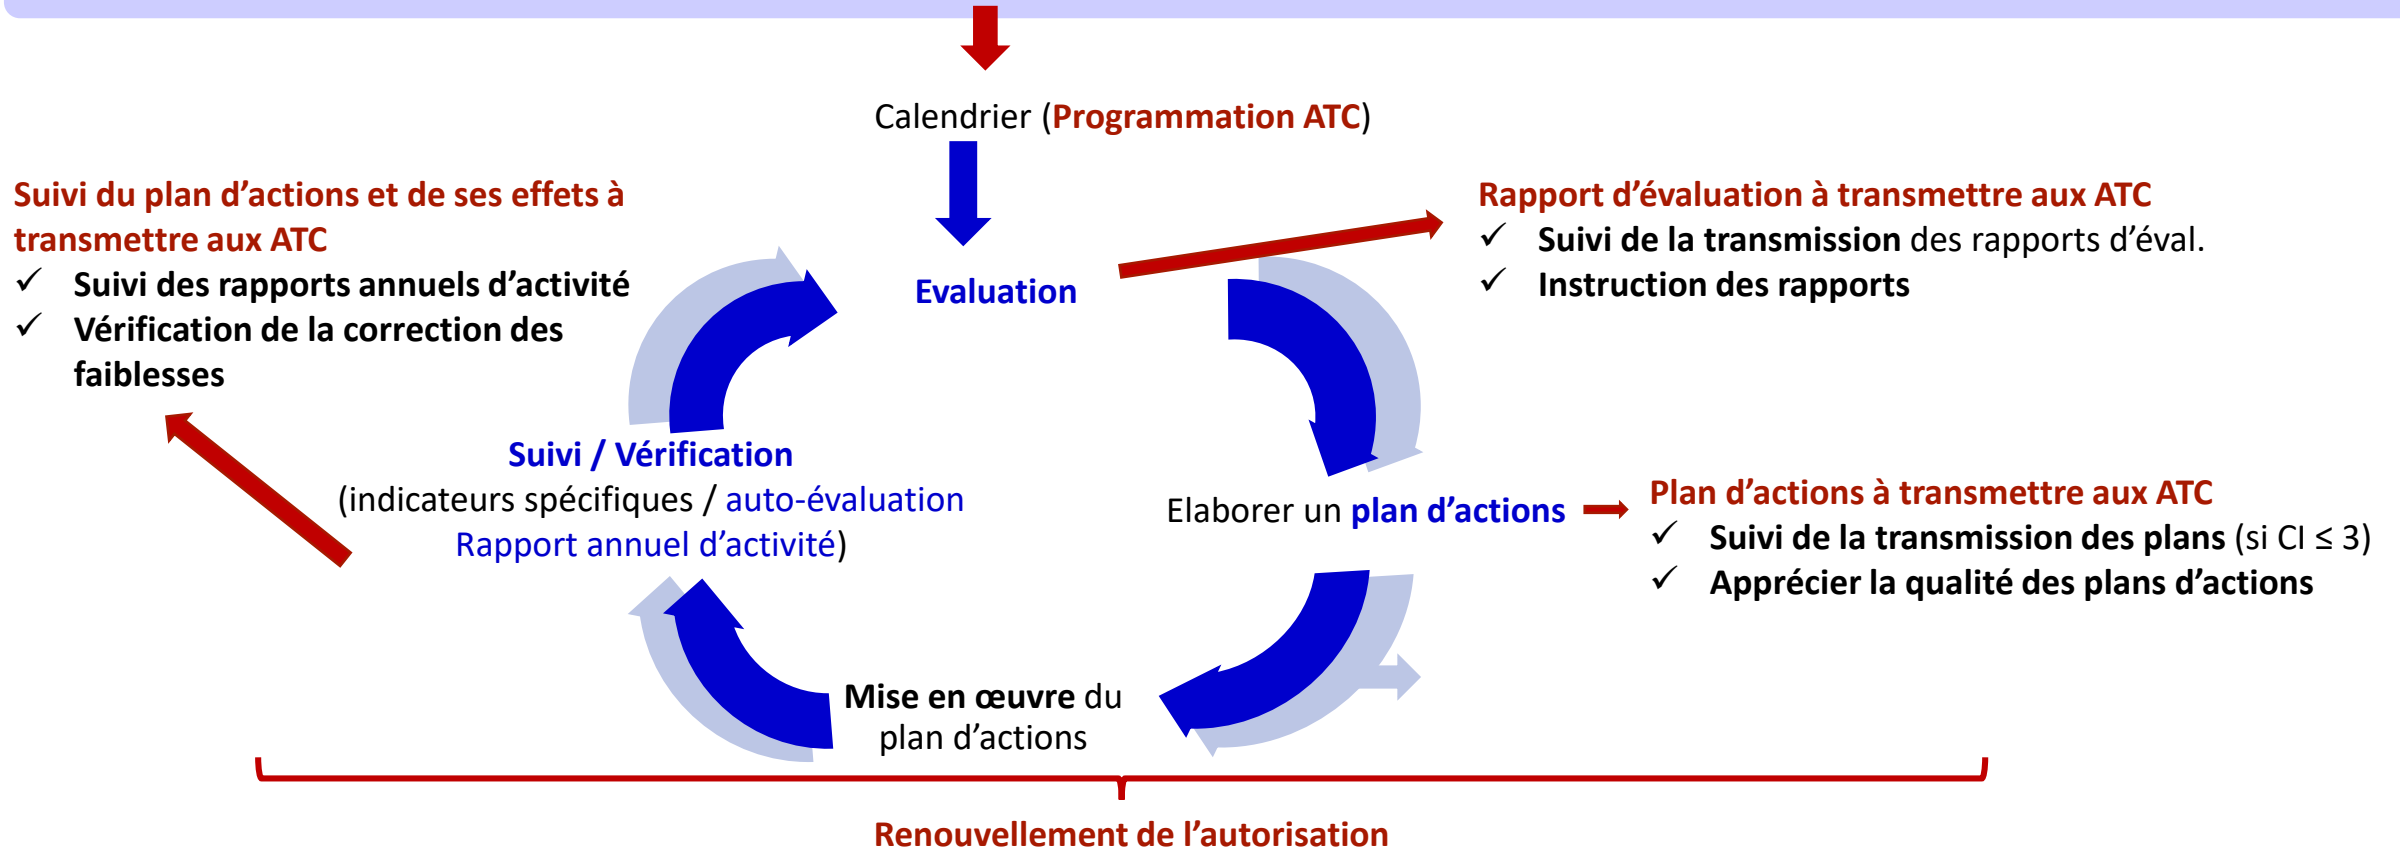 Calendrier (Programmation ATC)
Suivi du plan d’actions et de ses effets à
transmettre aux ATC
✓ Suivi des rapports annuels d’activité
✓ Vérification de la correction des
faiblesses
Rapport d’évaluation à transmettre aux ATC
✓ Suivi de la transmission des rapports d’éval.
✓ Instruction des rapports
Evaluation
Suivi / Vérification
(indicateurs spécifiques / auto-évaluation
Rapport annuel d’activité)
Elaborer un plan d’actions
Plan d’actions à transmettre aux ATC
✓ Suivi de la transmission des plans (si CI ≤ 3)
✓ Apprécier la qualité des plans d’actions
Mise en œuvre du
plan d’actions
Renouvellement de l’autorisation